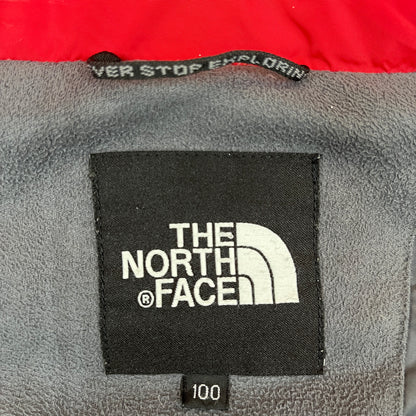 VER STOP EXPLORIN
THE
NORTH
® FACE
100